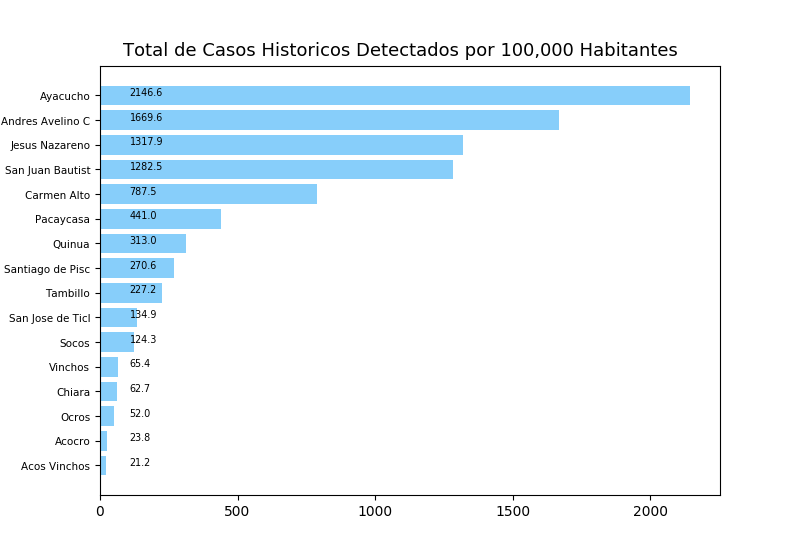 Total de Casos Historicos Detectados por 100,000 Habitantes
Ayacucho 2146.6
Andres Avelino C 1669.6
Jesus Nazareno 1317.9
San Juan Bautist 1282.5
Carmen Alto 787.5
Pacaycasa 441.0
Quinua 313.0
Santiago de Pisc 270.6
Tambillo 227.2
San Jose de Ticl 134.9
Socos 124.3
Vinchos 65.4
Chiara 62.7
Ocros 52.0
Acocro 23.8
Acos Vinchos 21.2
0 500 1000 1500 2000